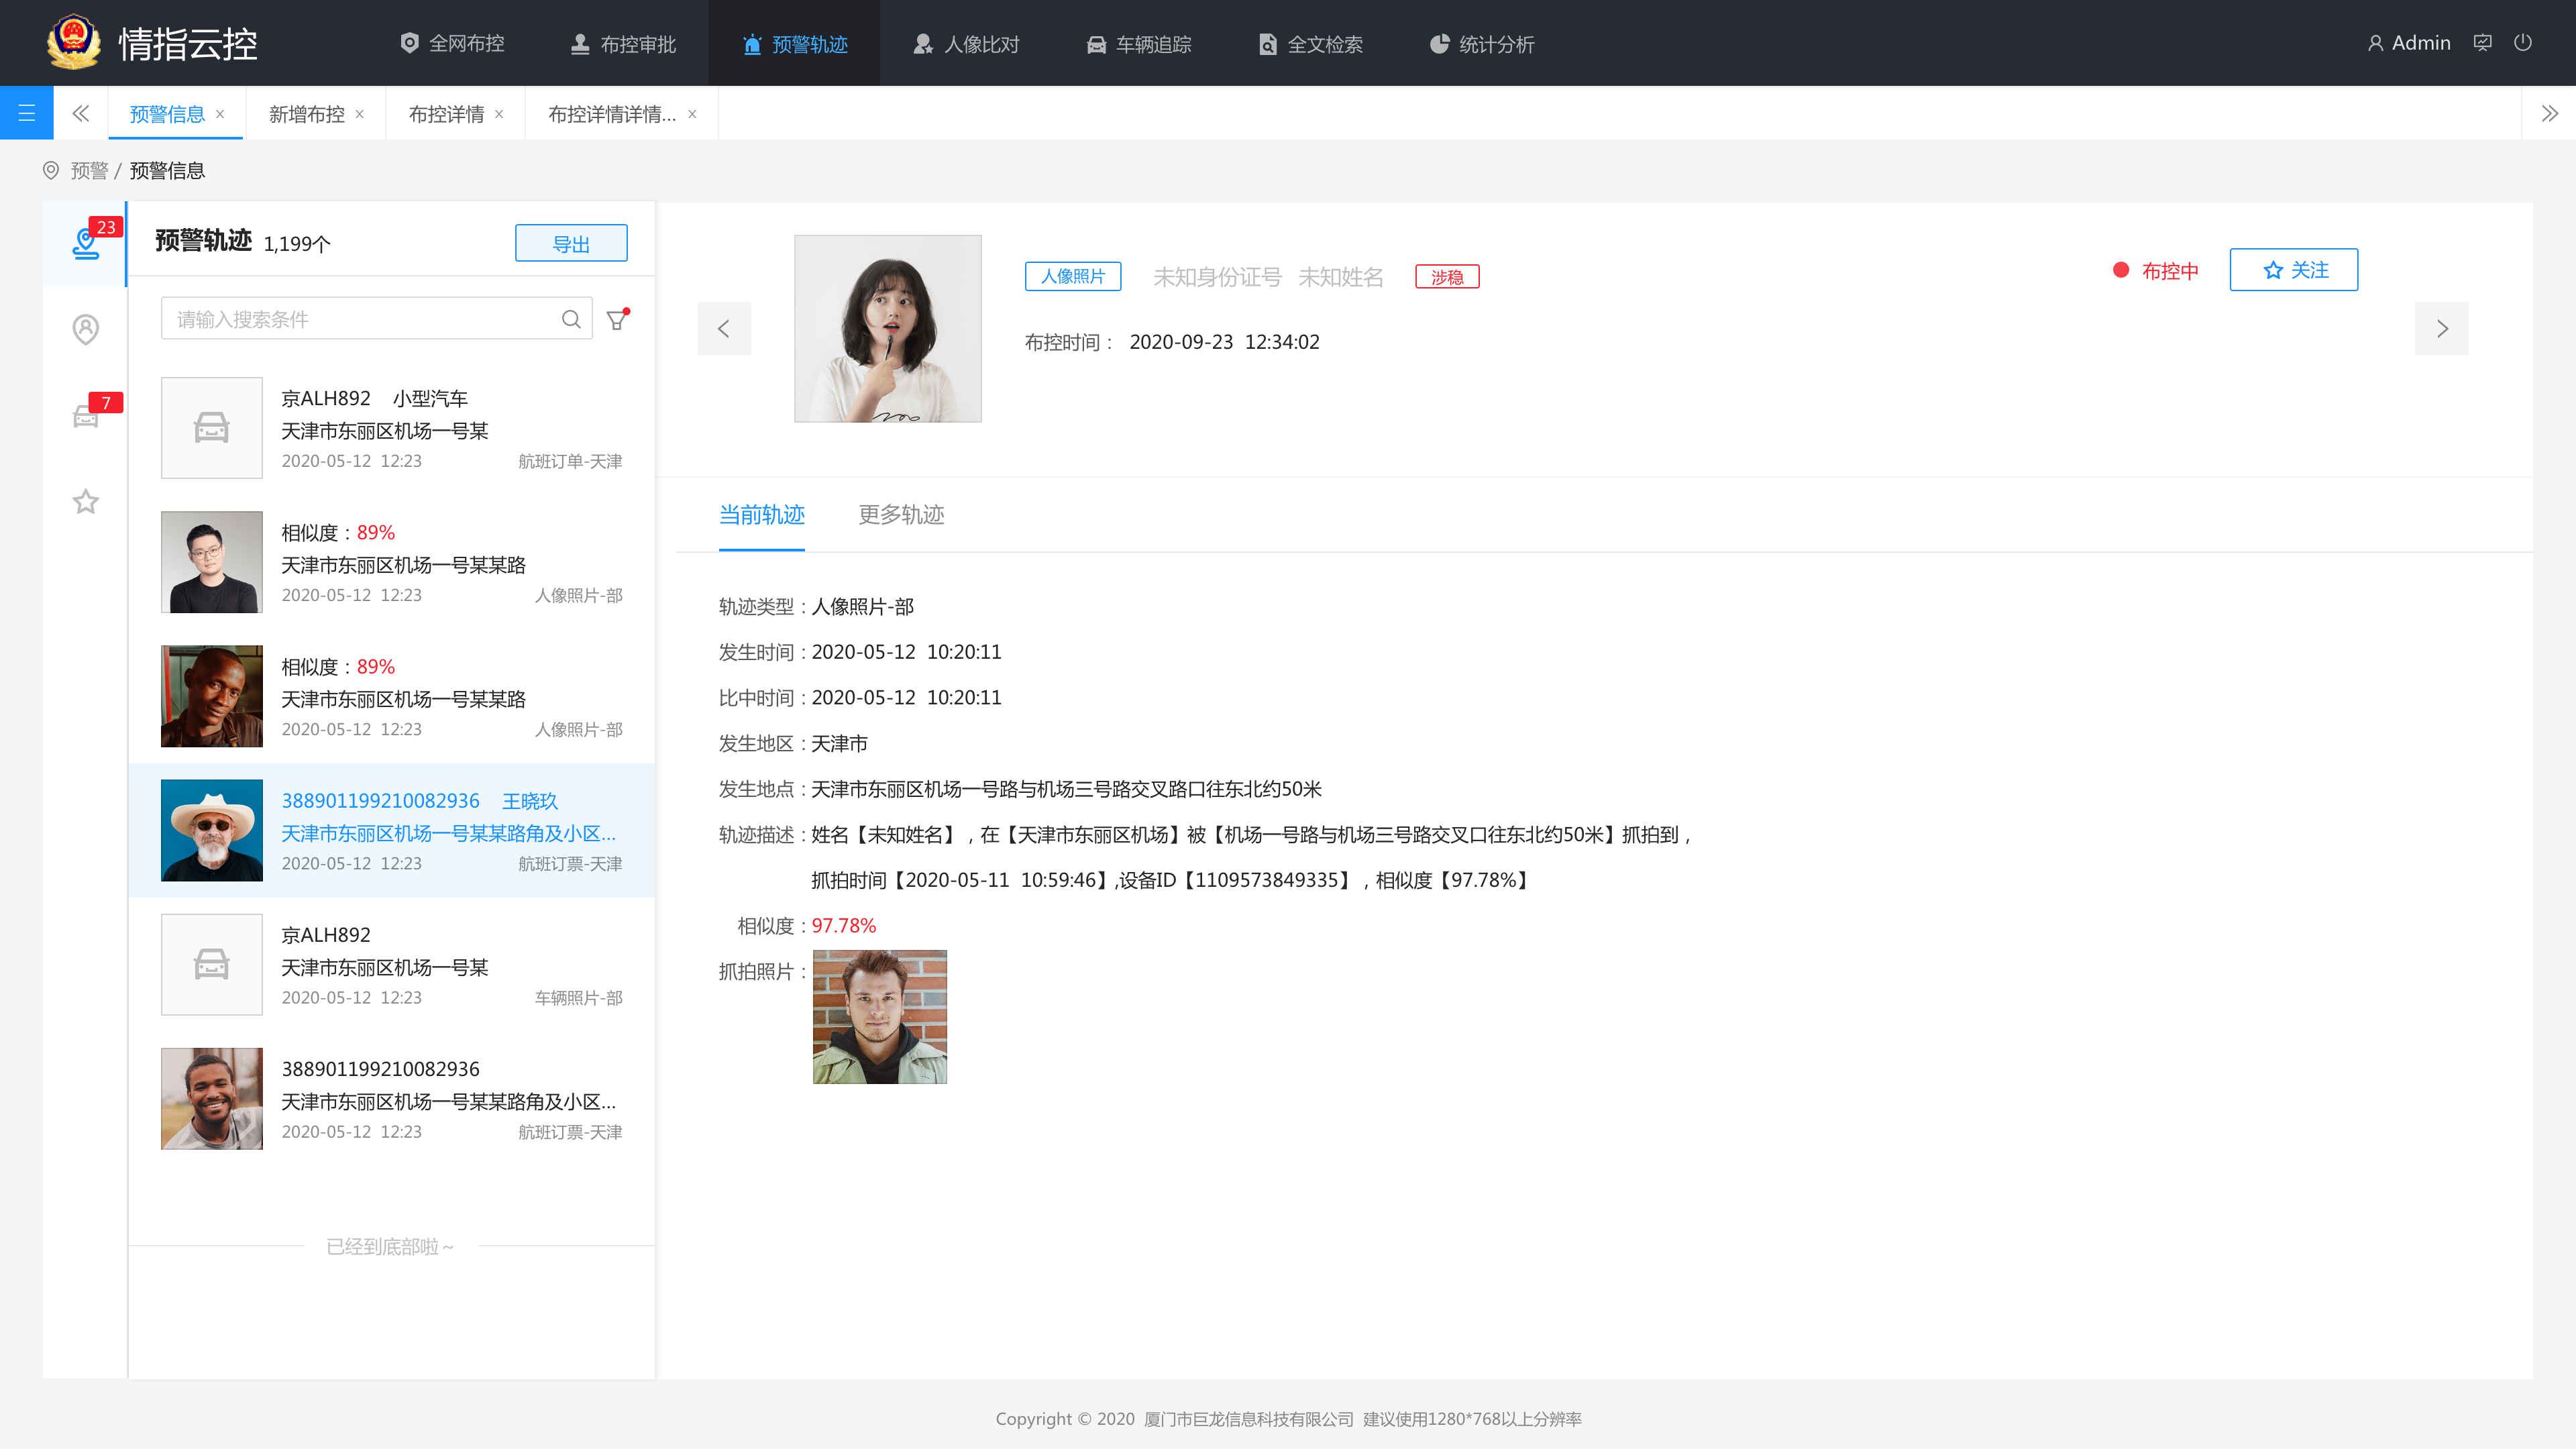 情指云控
全网布控
布控审批
预警轨迹
人像比对
车辆追踪
全文检索
统计分析
Admin
预警信息 ×
新增布控 ×
布控详情 ×
布控详情详情... ×
预警 / 预警信息
23
7
预警轨迹 1,199个
导出
请输入搜索条件
京ALH892 小型汽车
天津市东丽区机场一号某
2020-05-12 12:23 航班订单-天津
相似度：89%
天津市东丽区机场一号某某路
2020-05-12 12:23 人像照片-部
相似度：89%
天津市东丽区机场一号某某路
2020-05-12 12:23 人像照片-部
388901199210082936 王晓玖
天津市东丽区机场一号某某路角及小区...
2020-05-12 12:23 航班订票-天津
京ALH892
天津市东丽区机场一号某
2020-05-12 12:23 车辆照片-部
388901199210082936
天津市东丽区机场一号某某路角及小区...
2020-05-12 12:23 航班订票-天津
已经到底部啦~
人像照片 未知身份证号 未知姓名 涉稳
布控时间： 2020-09-23 12:34:02
布控中
关注
当前轨迹 更多轨迹
轨迹类型：人像照片-部
发生时间：2020-05-12 10:20:11
比中时间：2020-05-12 10:20:11
发生地区：天津市
发生地点：天津市东丽区机场一号路与机场三号路交叉路口往东北约50米
轨迹描述：姓名【未知姓名】，在【天津市东丽区机场】被【机场一号路与机场三号路交叉口往东北约50米】抓拍到，
抓拍时间【2020-05-11 10:59:46】,设备ID【1109573849335】，相似度【97.78%】
相似度：97.78%
抓拍照片：
Copyright © 2020 厦门市巨龙信息科技有限公司 建议使用1280*768以上分辨率